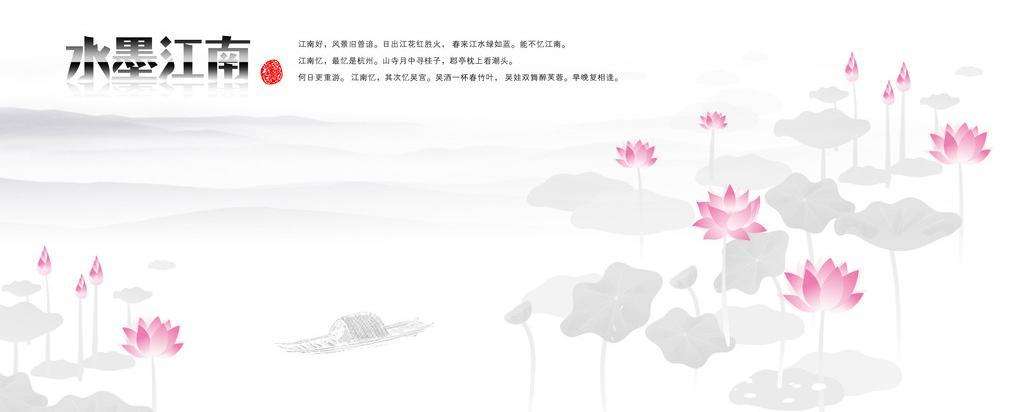 水墨江南
江南好，风景旧曾谙。日出江花红胜火， 春来江水绿如蓝。能不忆江南。
江南忆，最忆是杭州。山寺月中寻桂子，郡亭枕上看潮头。
何日更重游。 江南忆，其次忆吴宫。吴酒一杯春竹叶， 吴娃双舞醉芙蓉。早晚复相逢。